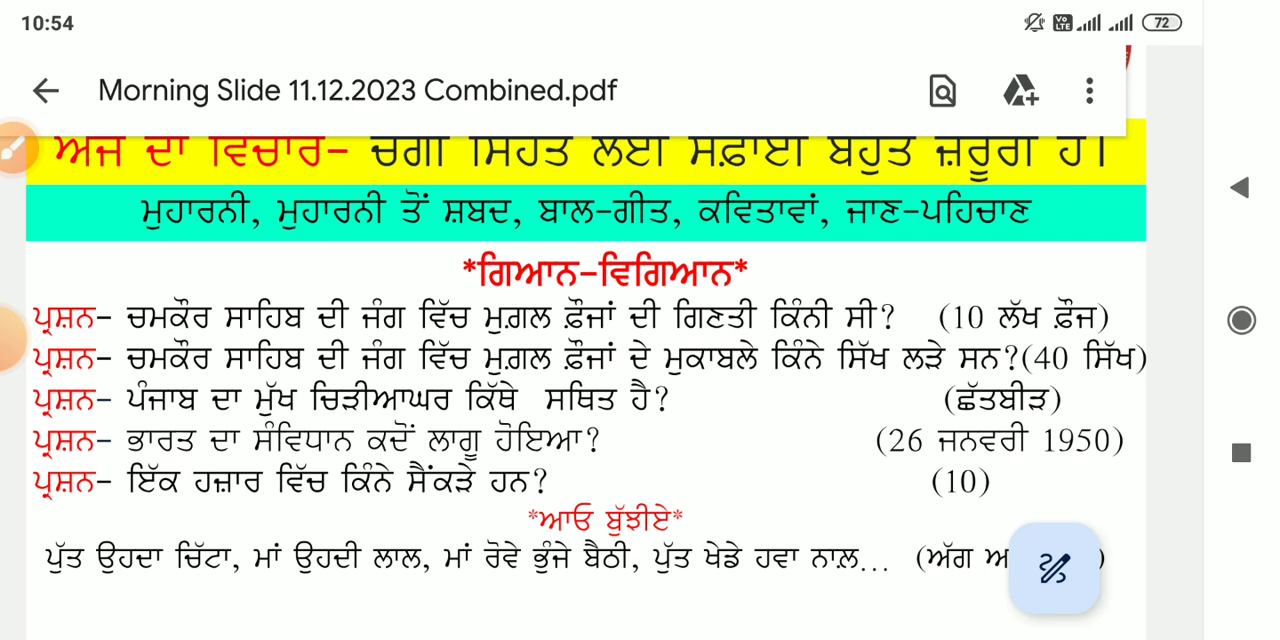 10:54
Vo LTE 72
Morning Slide 11.12.2023 Combined.pdf
ਅੱਜ ਦਾ ਵਿਚਾਰ- ਚੰਗੀ ਸਿਹਤ ਲਈ ਸਫ਼ਾਈ ਬਹੁਤ ਜ਼ਰੂਰੀ ਹੈ।
ਮੁਹਾਰਨੀ, ਮੁਹਾਰਨੀ ਤੋਂ ਸ਼ਬਦ, ਬਾਲ-ਗੀਤ, ਕਵਿਤਾਵਾਂ, ਜਾਣ-ਪਹਿਚਾਣ
*ਗਿਆਨ-ਵਿਗਿਆਨ*
ਪ੍ਰਸ਼ਨ- ਚਮਕੌਰ ਸਾਹਿਬ ਦੀ ਜੰਗ ਵਿੱਚ ਮੁਗ਼ਲ ਫ਼ੌਜਾਂ ਦੀ ਗਿਣਤੀ ਕਿੰਨੀ ਸੀ? (10 ਲੱਖ ਫ਼ੌਜ)
ਪ੍ਰਸ਼ਨ- ਚਮਕੌਰ ਸਾਹਿਬ ਦੀ ਜੰਗ ਵਿੱਚ ਮੁਗ਼ਲ ਫ਼ੌਜਾਂ ਦੇ ਮੁਕਾਬਲੇ ਕਿੰਨੇ ਸਿੱਖ ਲੜੇ ਸਨ?(40 ਸਿੱਖ)
ਪ੍ਰਸ਼ਨ- ਪੰਜਾਬ ਦਾ ਮੁੱਖ ਚਿੜੀਆਘਰ ਕਿੱਥੇ ਸਥਿਤ ਹੈ? (ਛੱਤਬੀੜ)
ਪ੍ਰਸ਼ਨ- ਭਾਰਤ ਦਾ ਸੰਵਿਧਾਨ ਕਦੋਂ ਲਾਗੂ ਹੋਇਆ? (26 ਜਨਵਰੀ 1950)
ਪ੍ਰਸ਼ਨ- ਇੱਕ ਹਜ਼ਾਰ ਵਿੱਚ ਕਿੰਨੇ ਸੈਂਕੜੇ ਹਨ? (10)
*ਆਓ ਬੁੱਝੀਏ*
ਪੁੱਤ ਉਹਦਾ ਚਿੱਟਾ, ਮਾਂ ਉਹਦੀ ਲਾਲ, ਮਾਂ ਰੋਵੇ ਭੁੰਜੇ ਬੈਠੀ, ਪੁੱਤ ਖੇਡੇ ਹਵਾ ਨਾਲ਼... (ਅੱਗ )